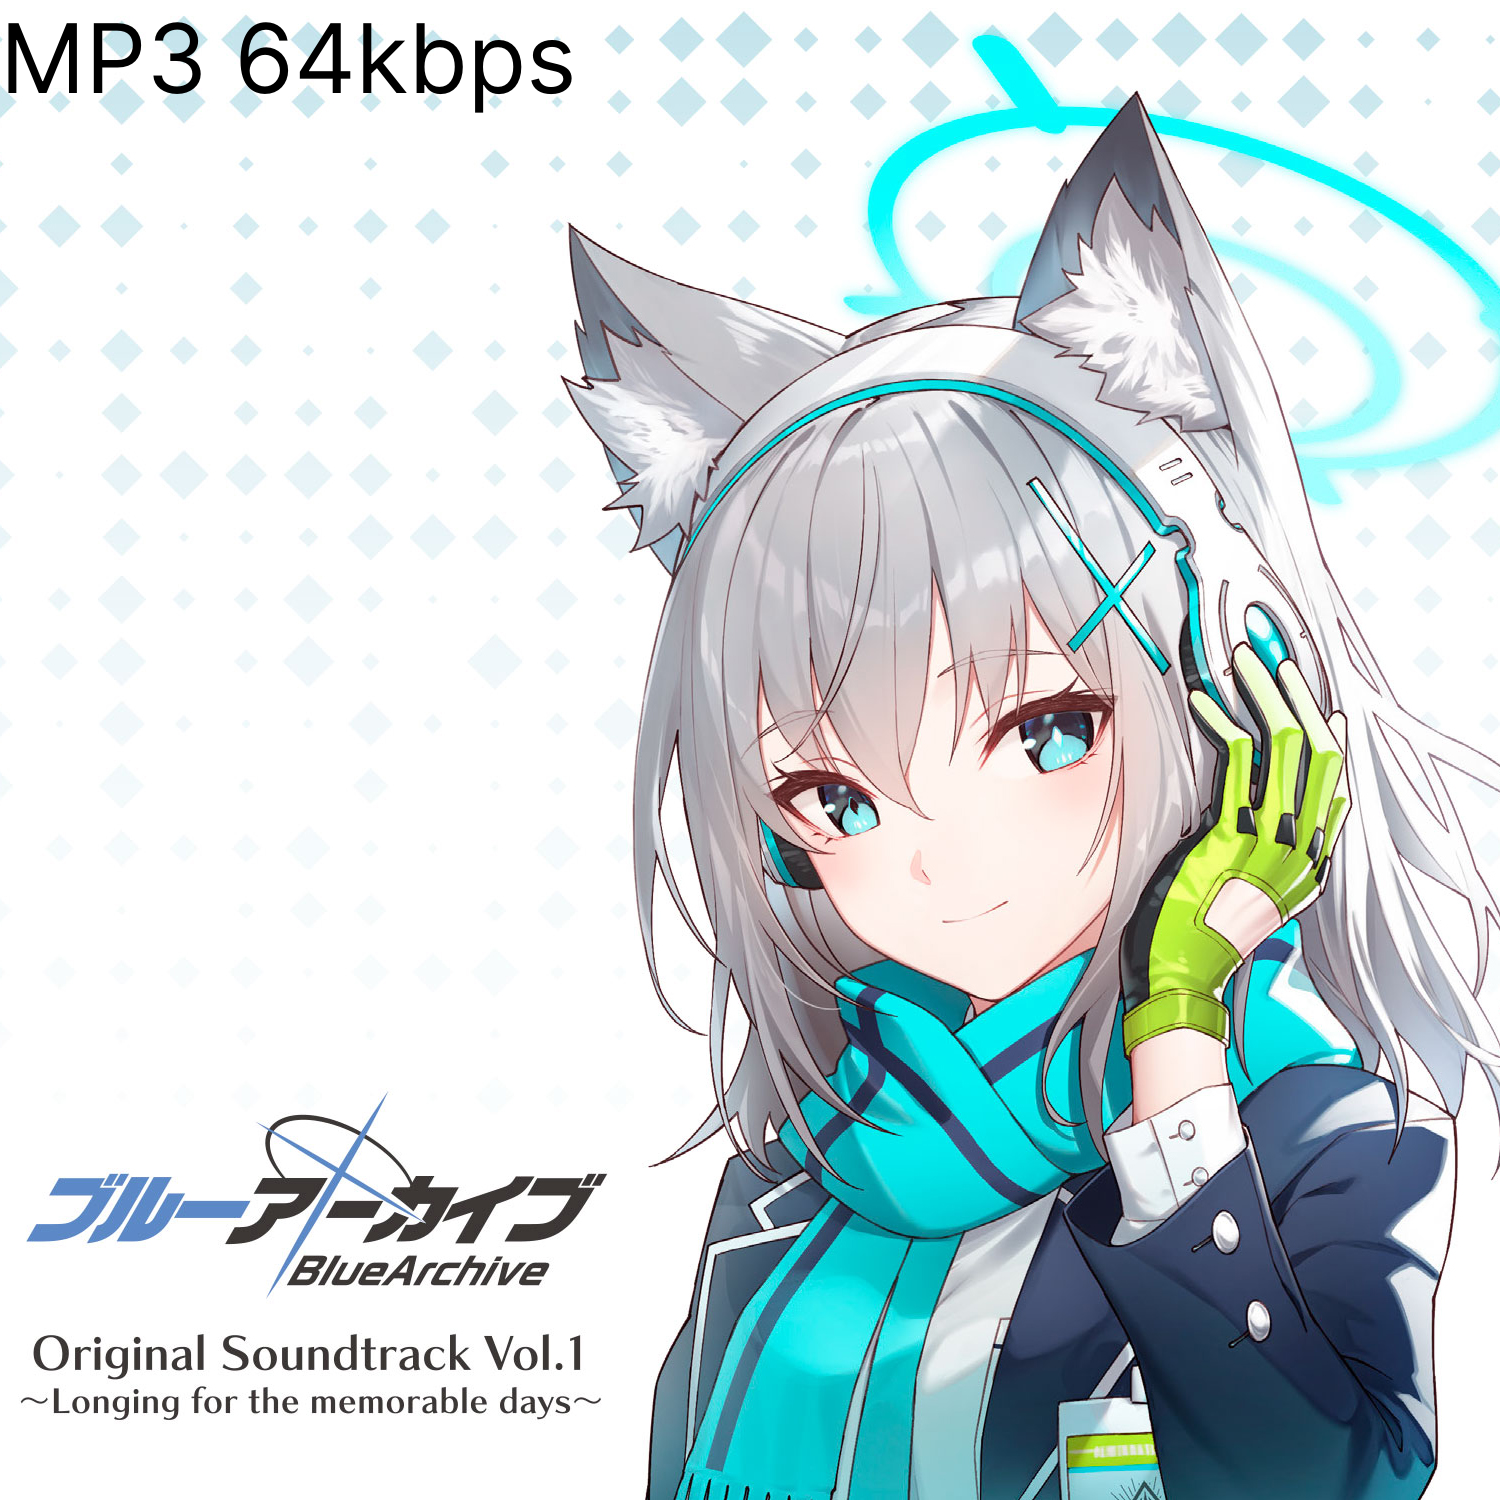 MP3 64kbps
ブルーアーカイブ
BlueArchive
Original Soundtrack Vol.1
～Longing for the memorable days～